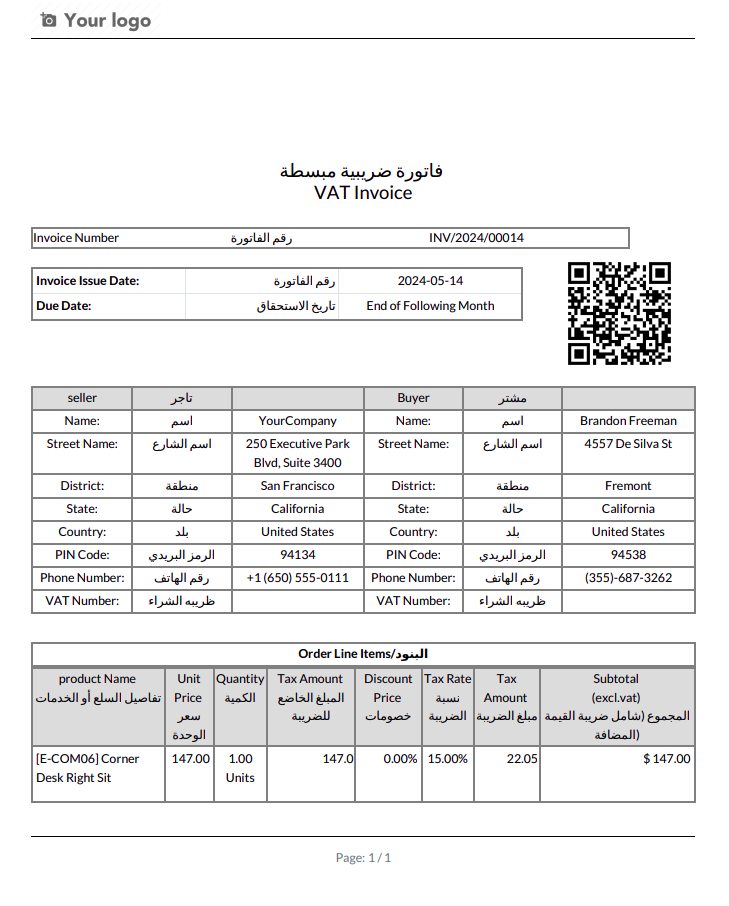 Your logo
فاتورة ضريبية مبسطة
VAT Invoice
Invoice Number رقم الفاتورة INV/2024/00014
Invoice Issue Date: رقم الفاتورة 2024-05-14
Due Date: تاريخ الاستحقاق End of Following Month
seller تاجر Buyer مشتر
Name: اسم YourCompany Name: اسم Brandon Freeman
Street Name: اسم الشارع 250 Executive Park Street Name: اسم الشارع 4557 De Silva St
Blvd, Suite 3400
District: منطقة San Francisco District: منطقة Fremont
State: حالة California State: حالة California
Country: بلد United States Country: بلد United States
PIN Code: الرمز البريدي 94134 PIN Code: الرمز البريدي 94538
Phone Number: رقم الهاتف +1 (650) 555-0111 Phone Number: رقم الهاتف (355)-687-3262
VAT Number: ظريبه الشراء VAT Number: ظريبه الشراء
Order Line Items/البنود
product Name Unit Quantity Tax Amount Discount Tax Rate Tax Subtotal
تفاصيل السلع أو الخدمات Price الكمية المبلغ الخاضع Price نسبة Amount (excl.vat)
سعر للضريبة خصومات الضريبة مبلغ الضريبة المجموع (شامل ضريبة القيمة
الوحدة المضافة)
[E-COM06] Corner 147.00 1.00 147.0 0.00% 15.00% 22.05 $ 147.00
Desk Right Sit Units
Page: 1 / 1